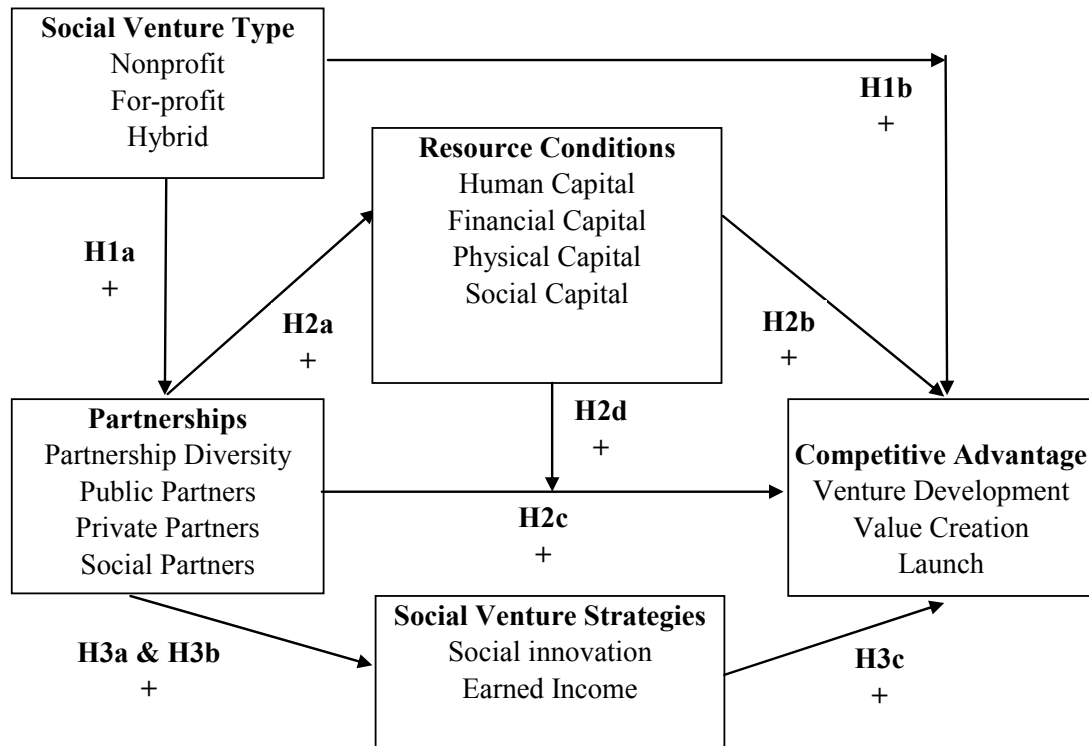 Social Venture Type
Nonprofit
For-profit
Hybrid
H1b
+
Resource Conditions
Human Capital
Financial Capital
Physical Capital
Social Capital
H1a
+
H2a
+
H2b
+
H2d
+
Partnerships
Partnership Diversity
Public Partners
Private Partners
Social Partners
H2c
+
Competitive Advantage
Venture Development
Value Creation
Launch
Social Venture Strategies
Social innovation
Earned Income
H3a & H3b
+
H3c
+